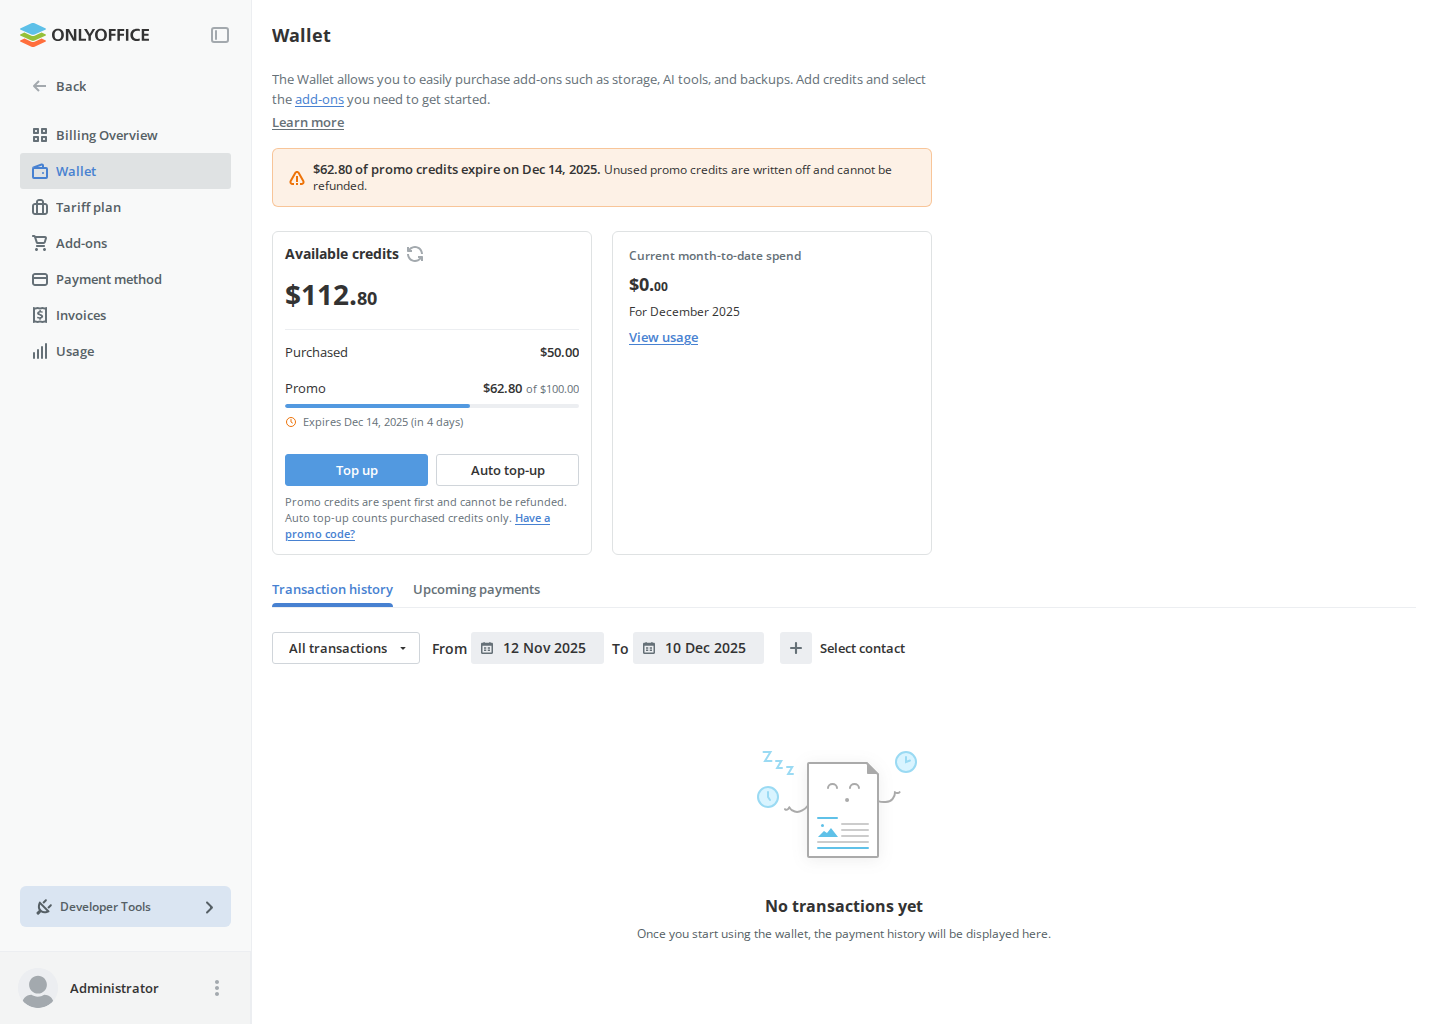 ONLYOFFICE
Back
Billing Overview
Wallet
Tariff plan
Add-ons
Payment method
Invoices
Usage
Developer Tools
Administrator
Wallet
The Wallet allows you to easily purchase add-ons such as storage, AI tools, and backups. Add credits and select
the add-ons you need to get started.
Learn more
$62.80 of promo credits expire on Dec 14, 2025. Unused promo credits are written off and cannot be
refunded.
Available credits
$112.80
Purchased $50.00
Promo $62.80 of $100.00
Expires Dec 14, 2025 (in 4 days)
Top up Auto top-up
Promo credits are spent first and cannot be refunded.
Auto top-up counts purchased credits only. Have a
promo code?
Current month-to-date spend
$0.00
For December 2025
View usage
Transaction history Upcoming payments
All transactions From 12 Nov 2025 To 10 Dec 2025 Select contact
Z z z
No transactions yet
Once you start using the wallet, the payment history will be displayed here.